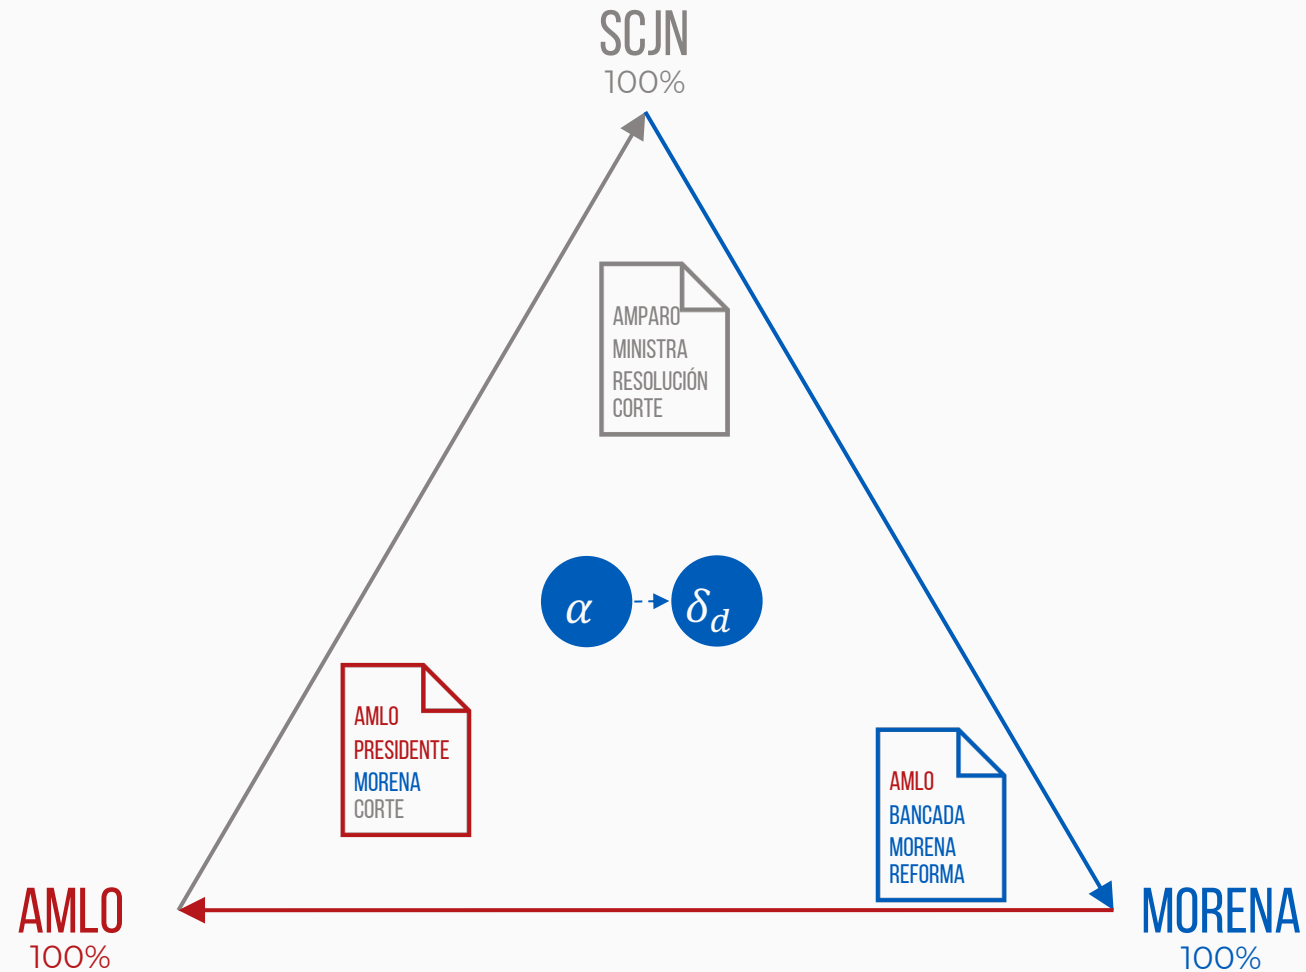 SCJN
100%
AMPARO
MINISTRA
RESOLUCIÓN
CORTE
α
δd
AMLO
PRESIDENTE
MORENA
CORTE
AMLO
BANCADA
MORENA
REFORMA
AMLO
100%
MORENA
100%